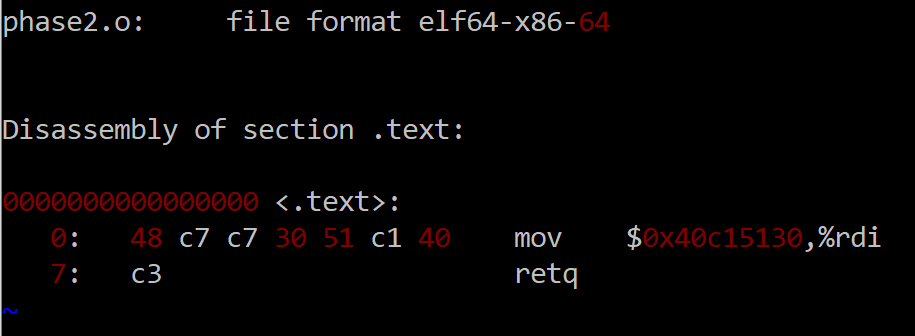 phase2.o:     file format elf64-x86-64
Disassembly of section .text:
0000000000000000 <.text>:
   0:   48 c7 c7 30 51 c1 40    mov    $0x40c15130,%rdi
   7:   c3                      retq
~